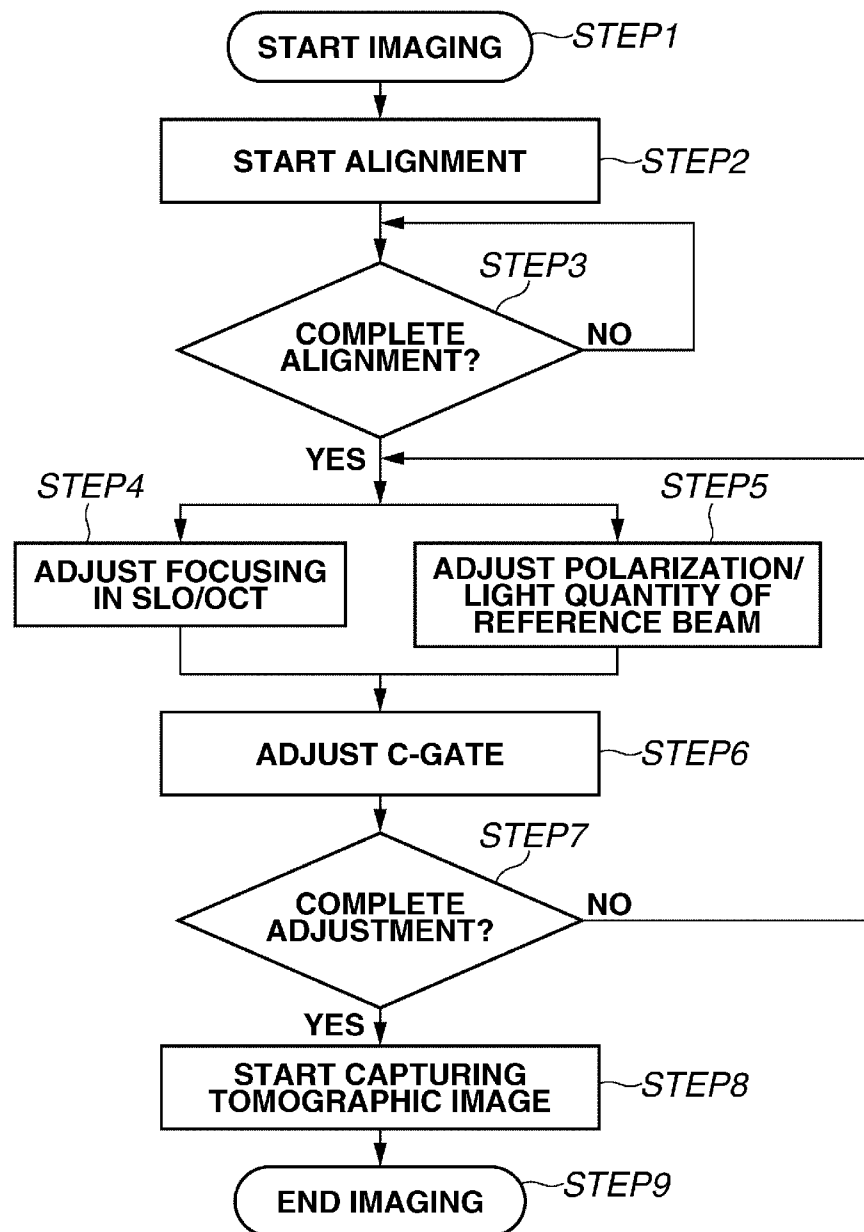 START IMAGING
STEP1
START ALIGNMENT
STEP2
STEP3
COMPLETE
ALIGNMENT?
NO
YES
STEP4
STEP5
ADJUST FOCUSING
IN SLO/OCT
ADJUST POLARIZATION/
LIGHT QUANTITY OF
REFERENCE BEAM
ADJUST C-GATE
STEP6
STEP7
COMPLETE
ADJUSTMENT?
NO
YES
START CAPTURING
TOMOGRAPHIC IMAGE
STEP8
END IMAGING
STEP9